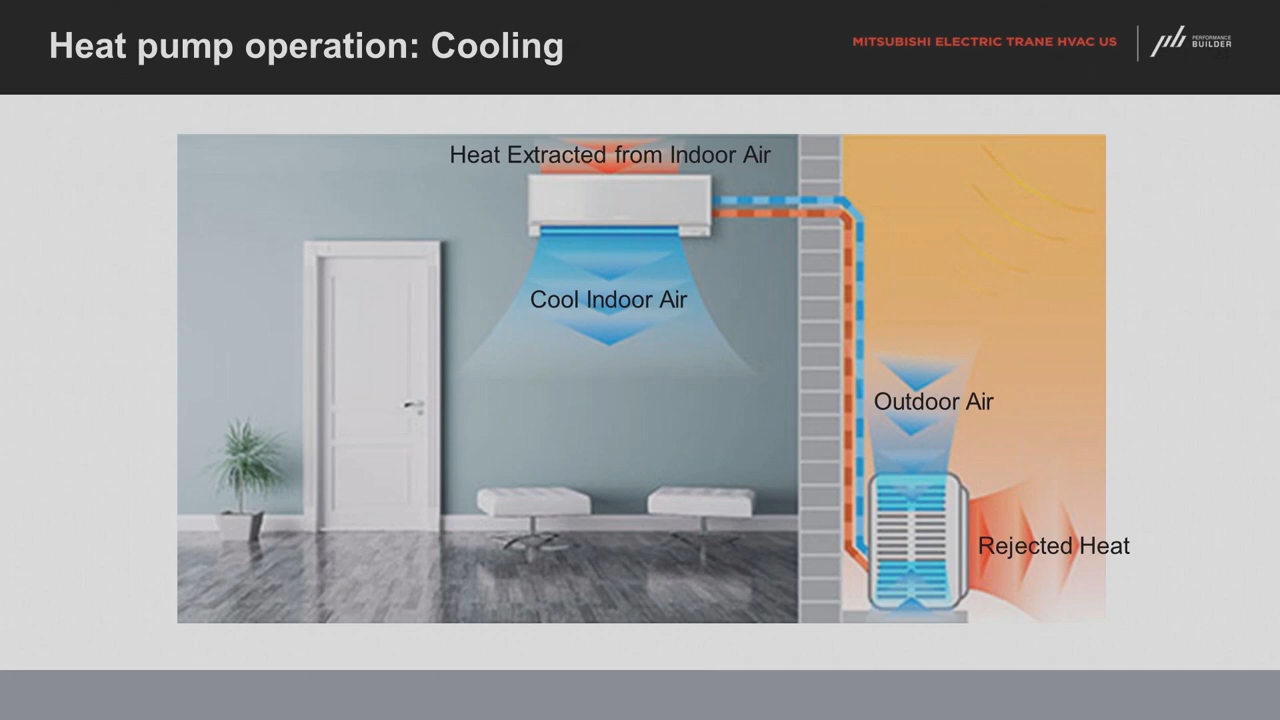 Heat pump operation: Cooling
MITSUBISHI ELECTRIC TRANE HVAC US
pb
PERFORMANCE
BUILDER
Heat Extracted from Indoor Air
Cool Indoor Air
Outdoor Air
Rejected Heat